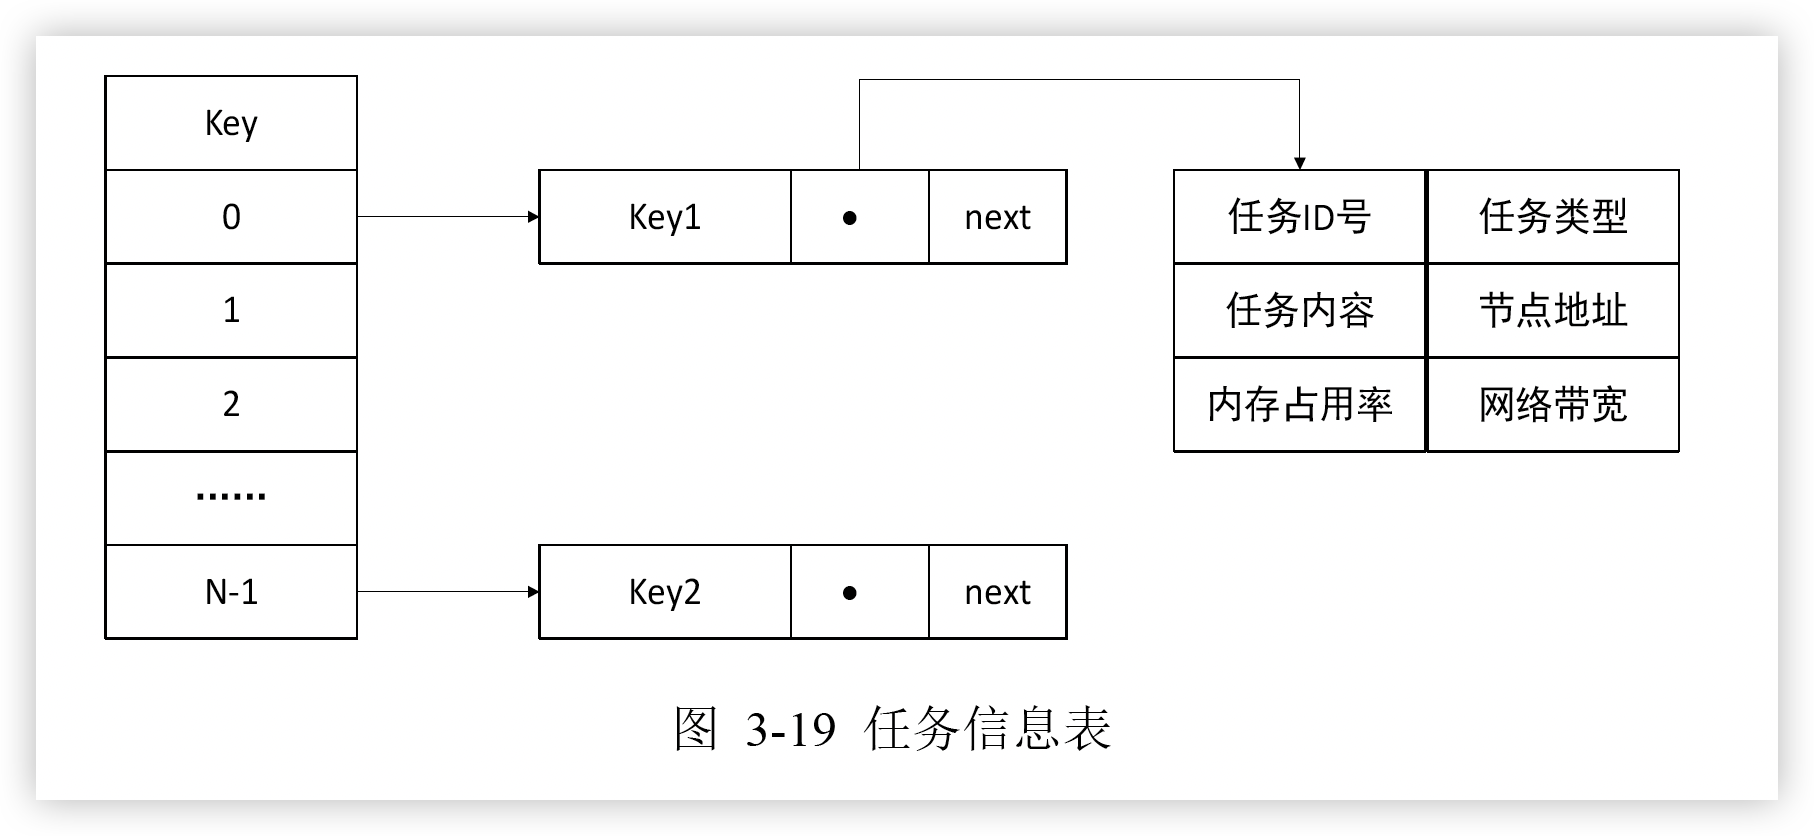 Key
0
Key1
•
next
任务ID号
任务类型
1
任务内容
节点地址
2
内存占用率
网络带宽
......
N-1
Key2
•
next
图 3-19 任务信息表